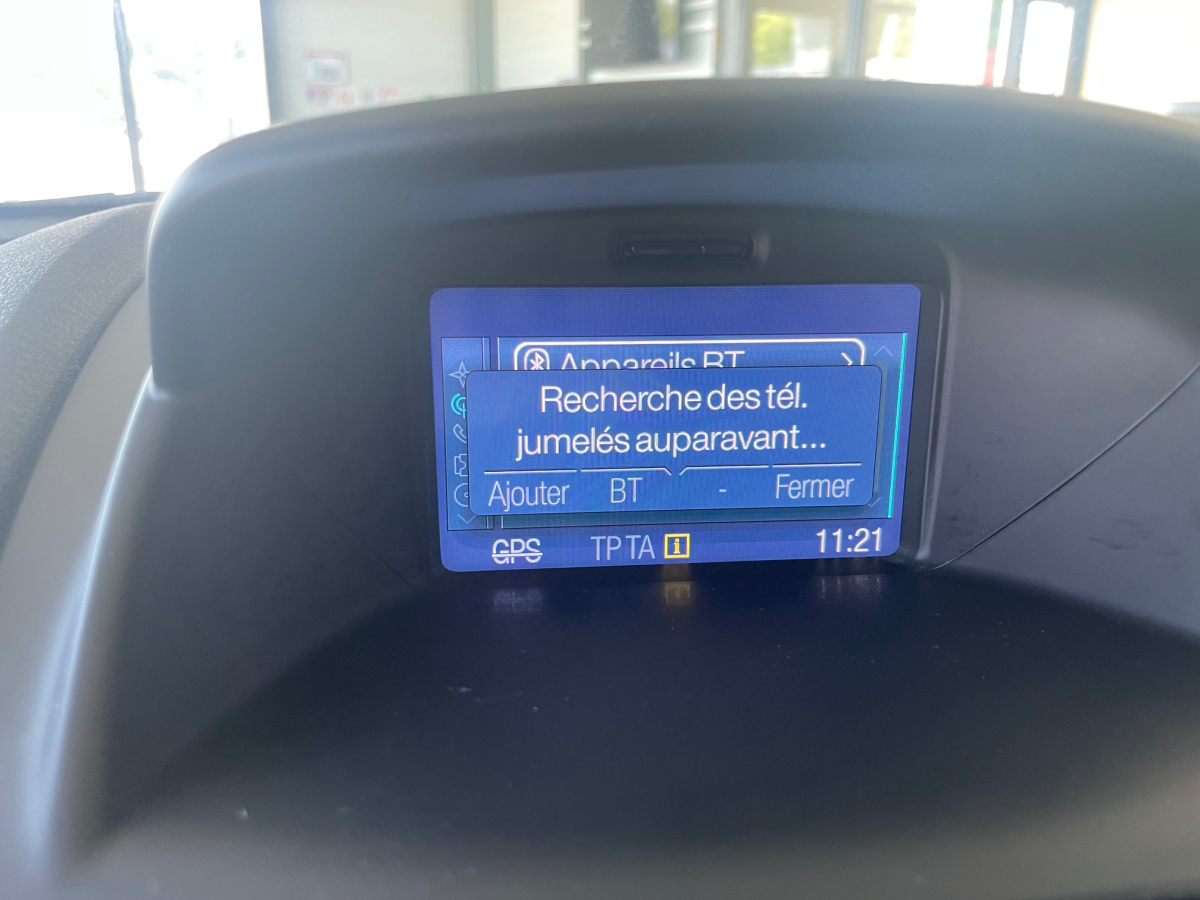 Appareils BT
Recherche des tél.
jumelés auparavant...
Ajouter BT - Fermer
GPS TP TA i 11:21